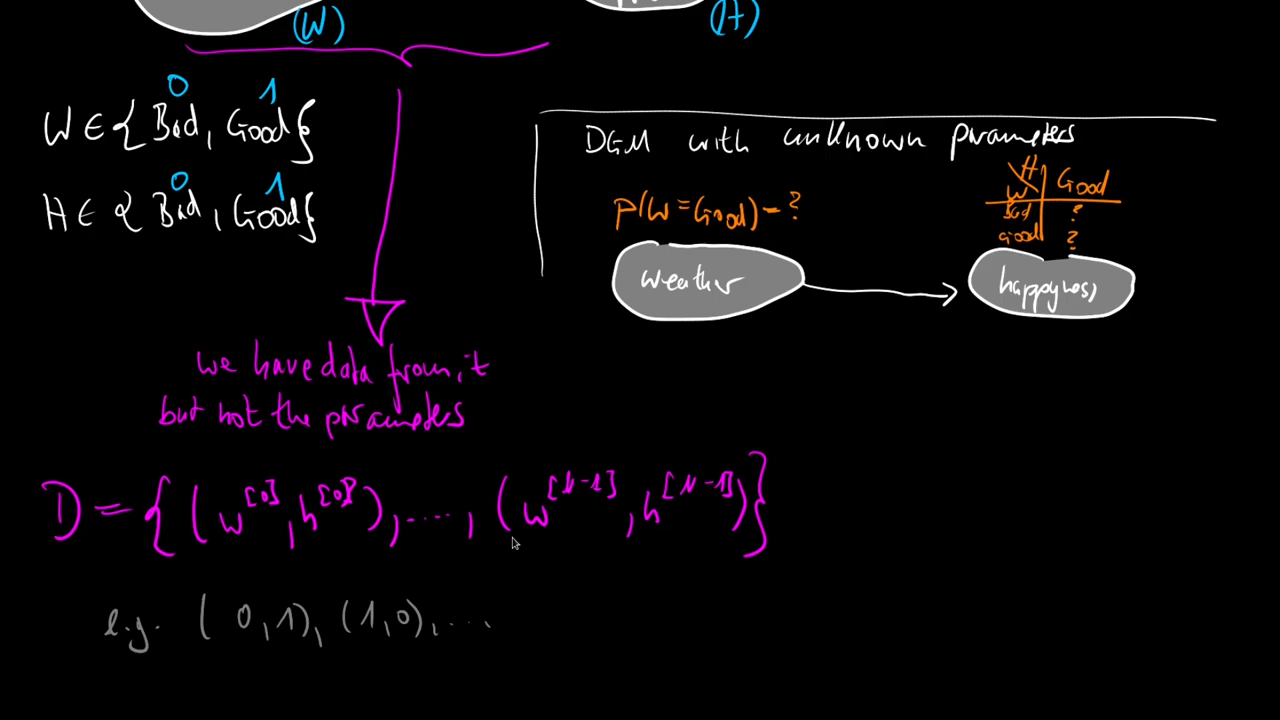 (W)
(H)
0 1
W ∈ { Bad, Good }
0 1
H ∈ { Bad, Good }
DGM with unknown parameters
P(W = Good) = ?
H
W
Good
Bad ?
Good ?
weather
happyness
we have data from it
but not the parameters
D = { (w^[0], h^[0]), ...., (w^[N-1], h^[N-1]) }
e.g. (0,1), (1,0), ....